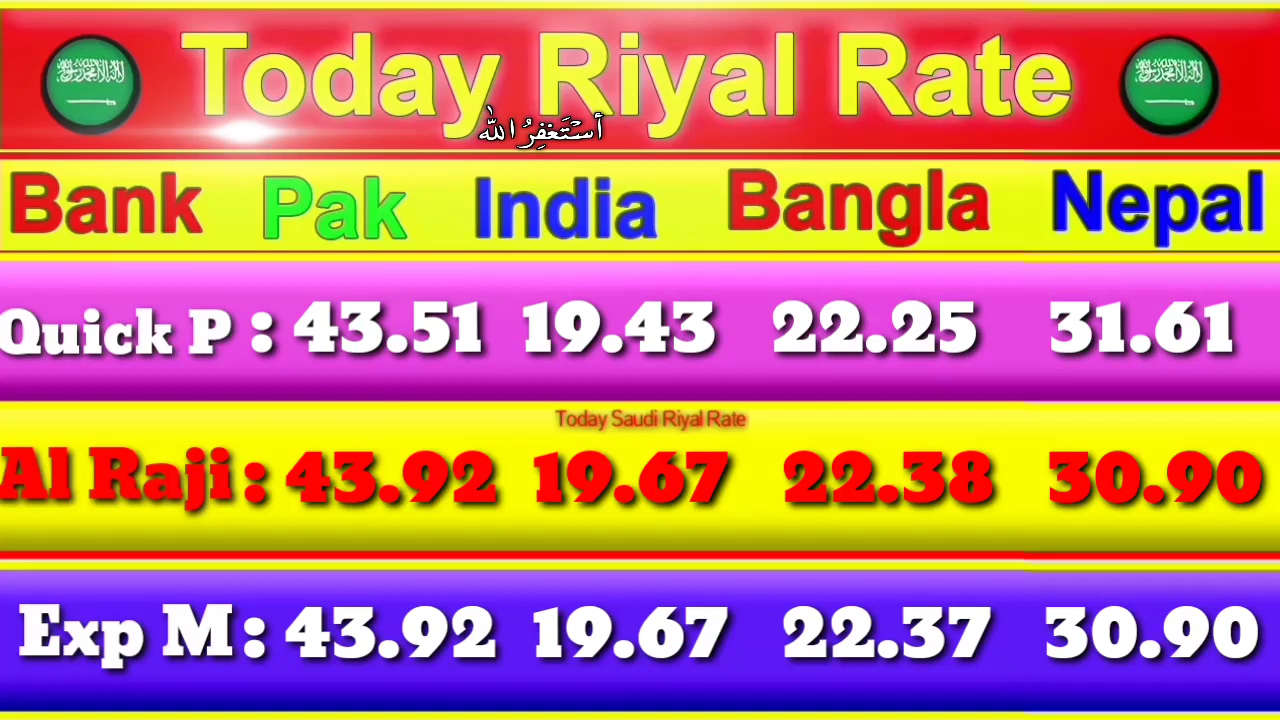 Today Riyal Rate
أَسْتَغْفِرُ اللّٰه
Bank Pak India Bangla Nepal
Quick P : 43.51 19.43 22.25 31.61
Today Saudi Riyal Rate
Al Raji : 43.92 19.67 22.38 30.90
Exp M : 43.92 19.67 22.37 30.90